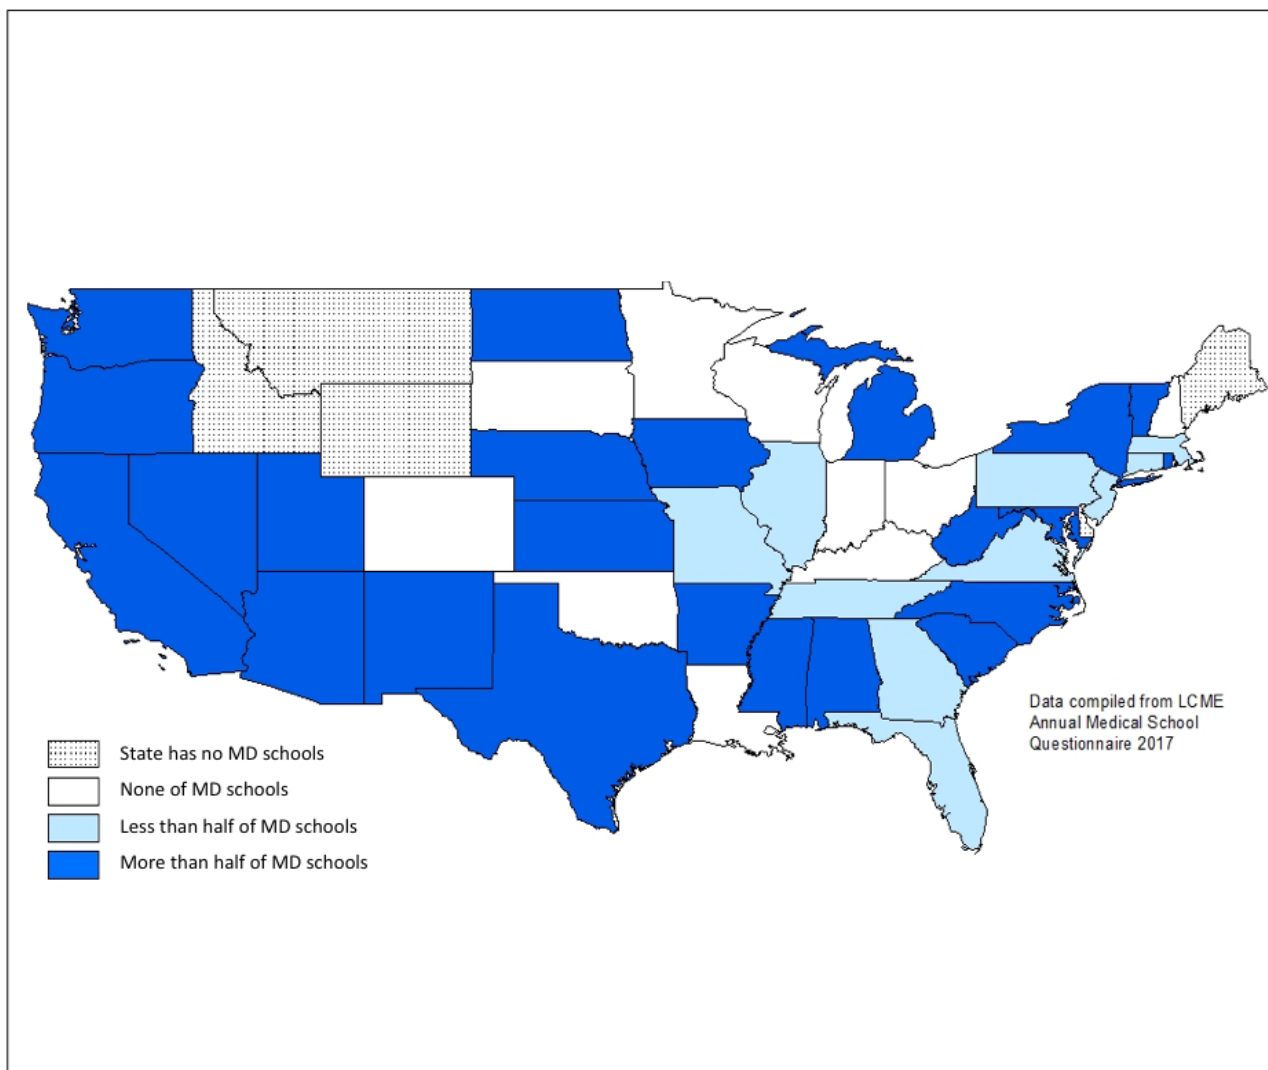 Data compiled from LCME
Annual Medical School
Questionnaire 2017
State has no MD schools
None of MD schools
Less than half of MD schools
More than half of MD schools